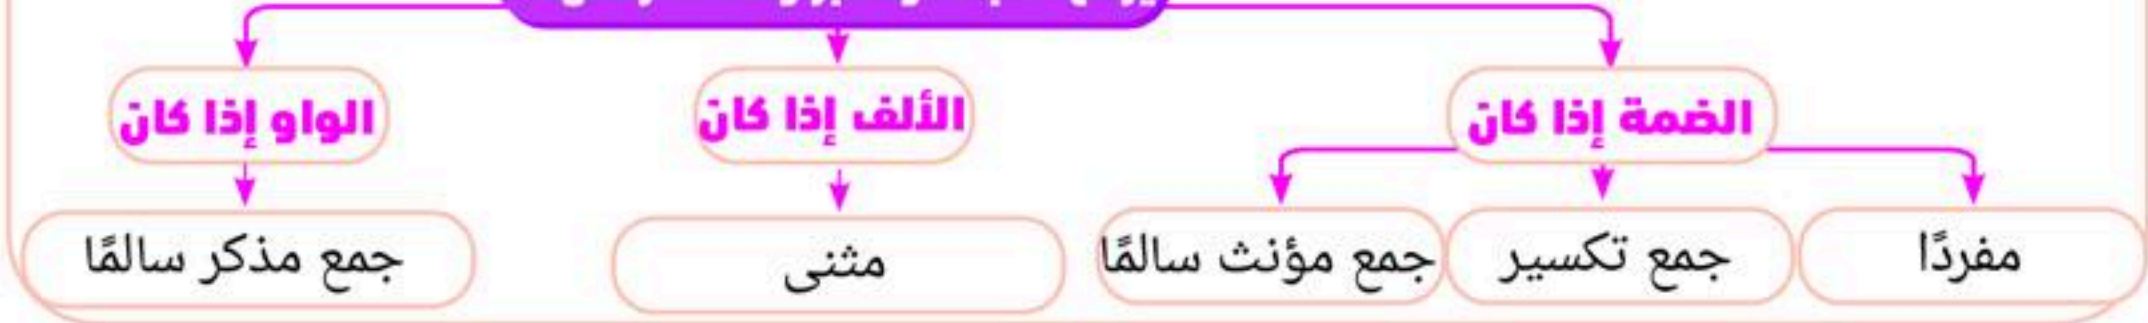 الضمة إذا كان
الألف إذا كان
الواو إذا كان
مفردًا
جمع تكسير
جمع مؤنث سالمًا
مثنى
جمع مذكر سالمًا